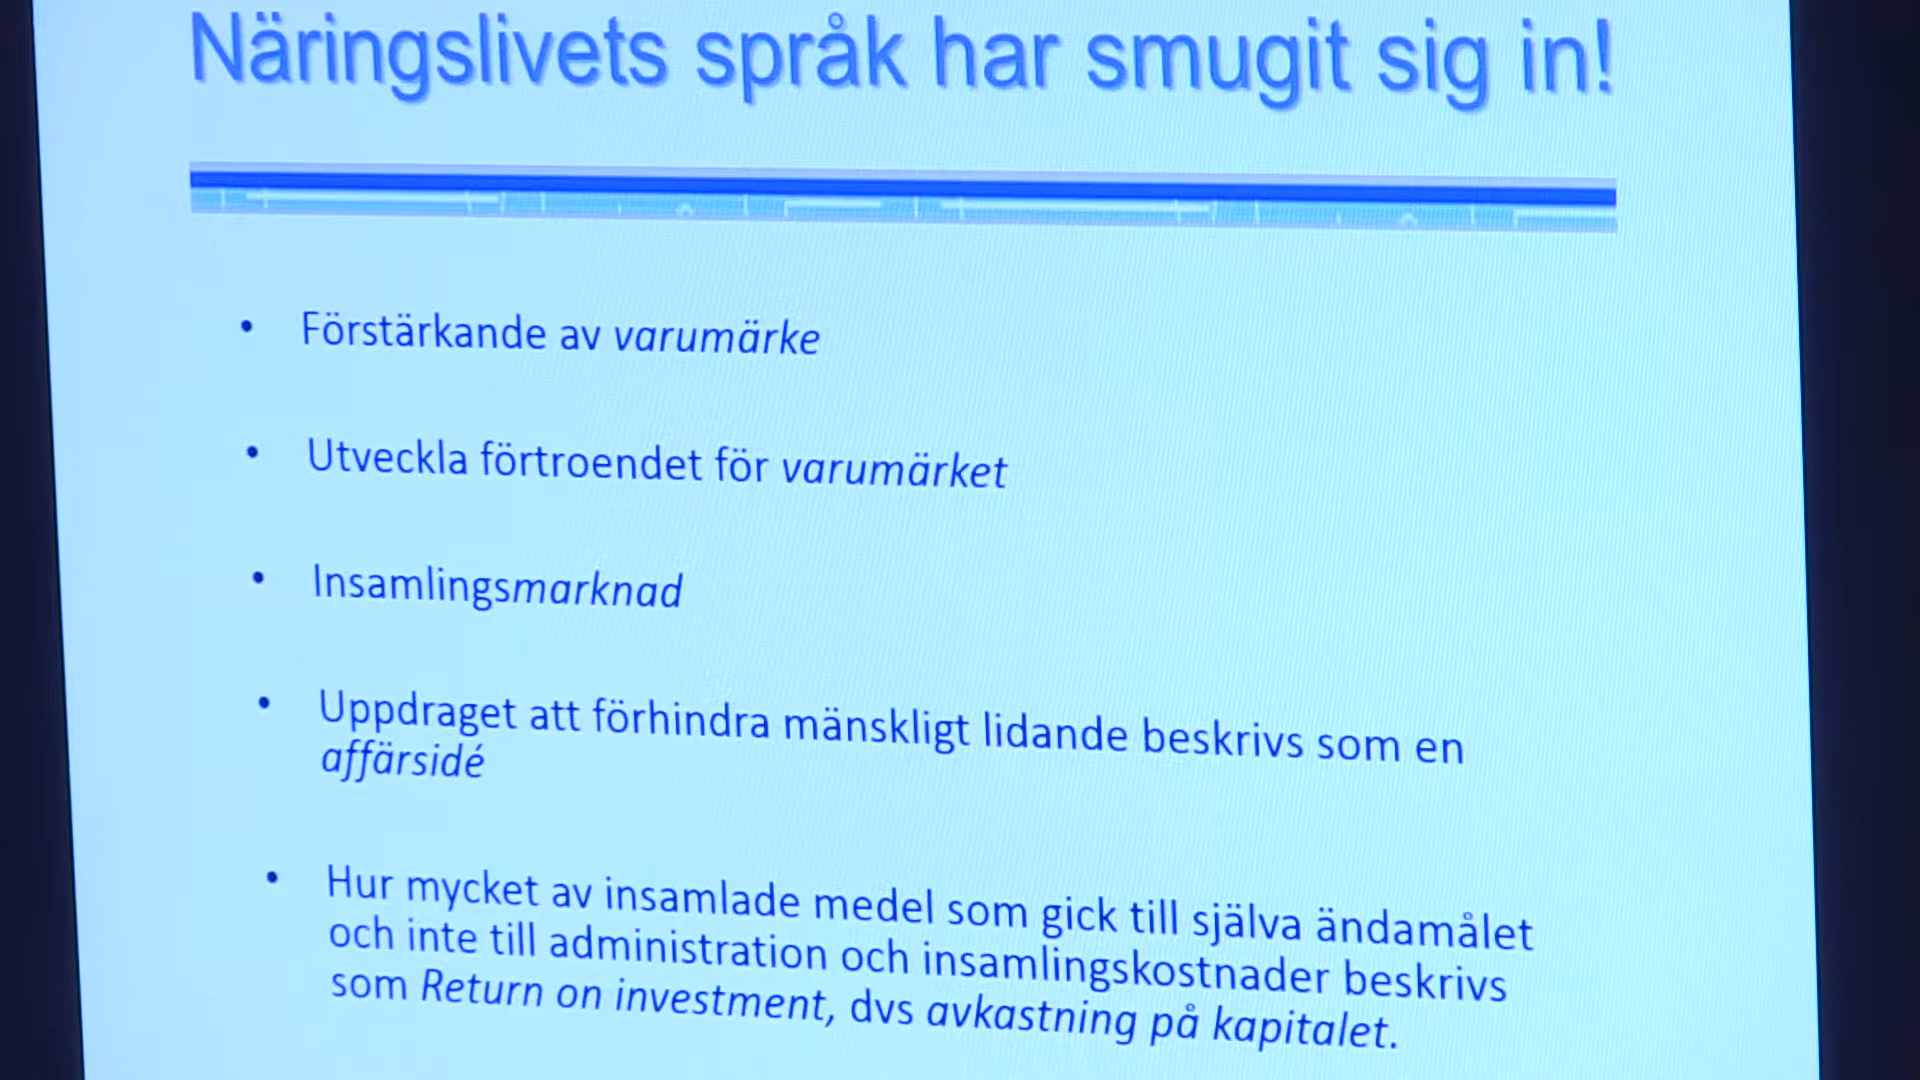 Näringslivets språk har smugit sig in!
• Förstärkande av varumärke
• Utveckla förtroendet för varumärket
• Insamlingsmarknad
• Uppdraget att förhindra mänskligt lidande beskrivs som en
affärsidé
• Hur mycket av insamlade medel som gick till själva ändamålet
och inte till administration och insamlingskostnader beskrivs
som Return on investment, dvs avkastning på kapitalet.